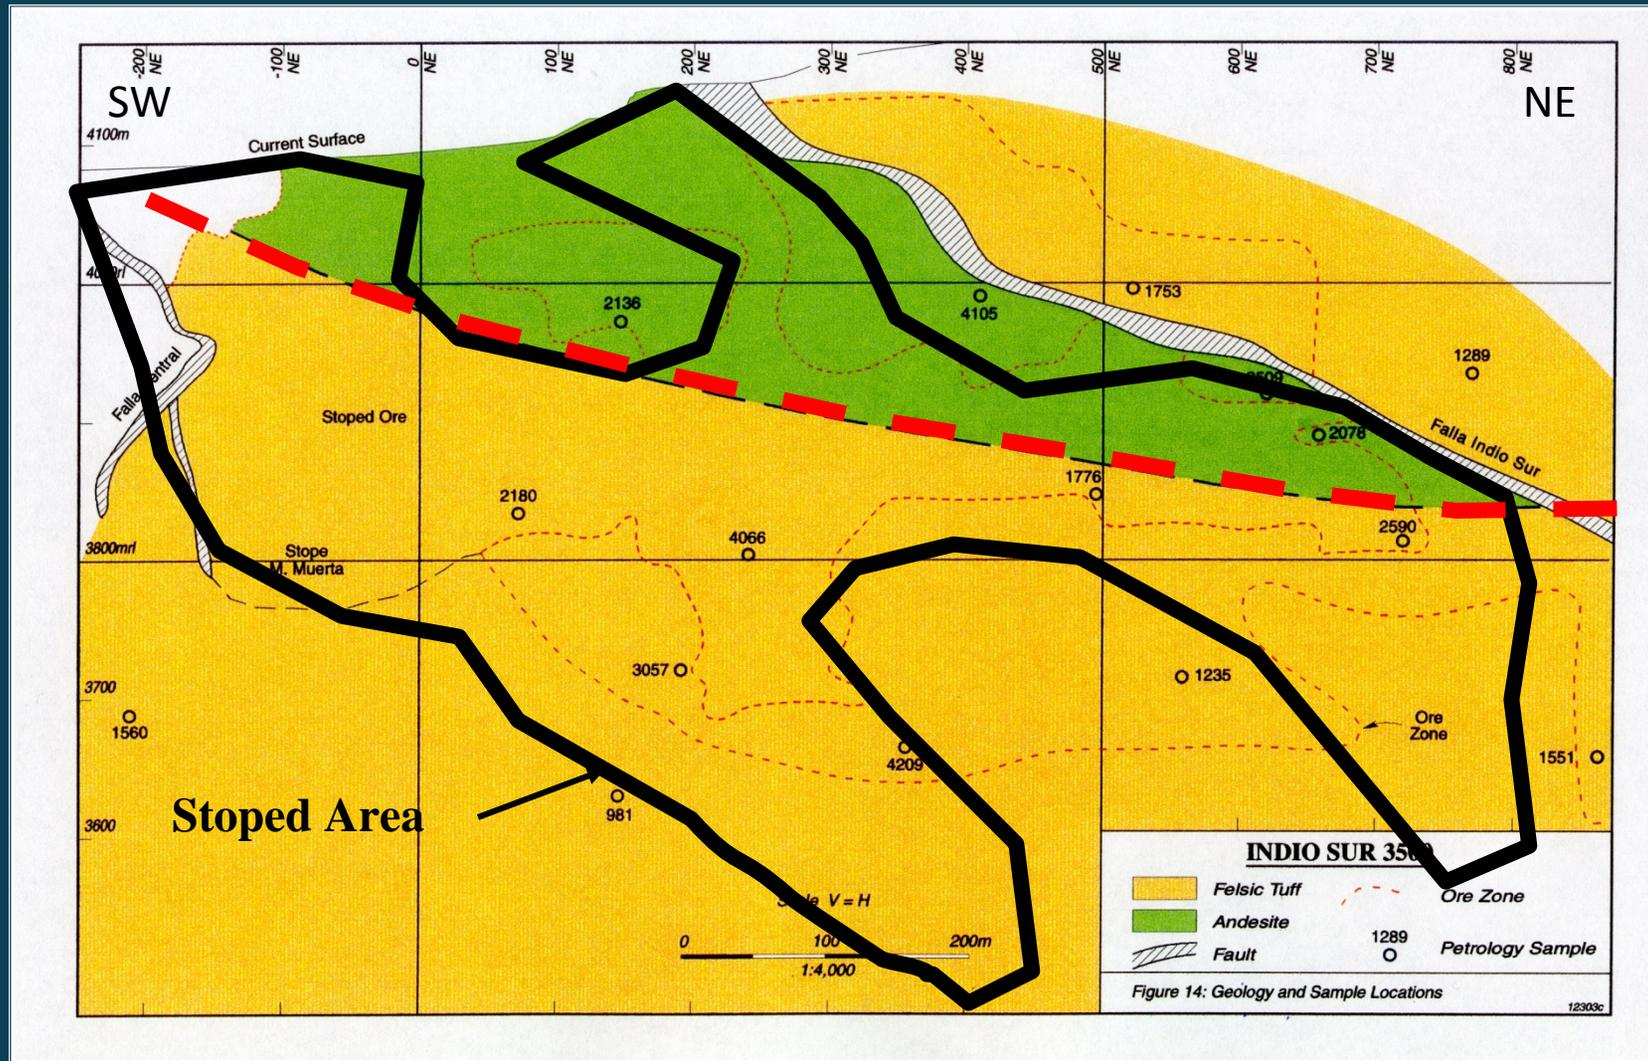 -200 NE
-100 NE
0 NE
100 NE
200 NE
300 NE
400 NE
500 NE
600 NE
700 NE
800 NE
SW
NE
4100m
Current Surface
2136
4105
1753
1289
Falla
Stoped Ore
2078
Falla Indio Sur
1776
2180
4066
2590
3800mrl
Stope
M. Muerta
3700
3057
1235
1560
Ore
Zone
4209
1551
Stoped Area
981
3600
INDIO SUR
V = H
0 100 200m
1:4,000
Felsic Tuff
Ore Zone
Andesite
Fault
1289
Petrology Sample
Figure 14: Geology and Sample Locations
12303c